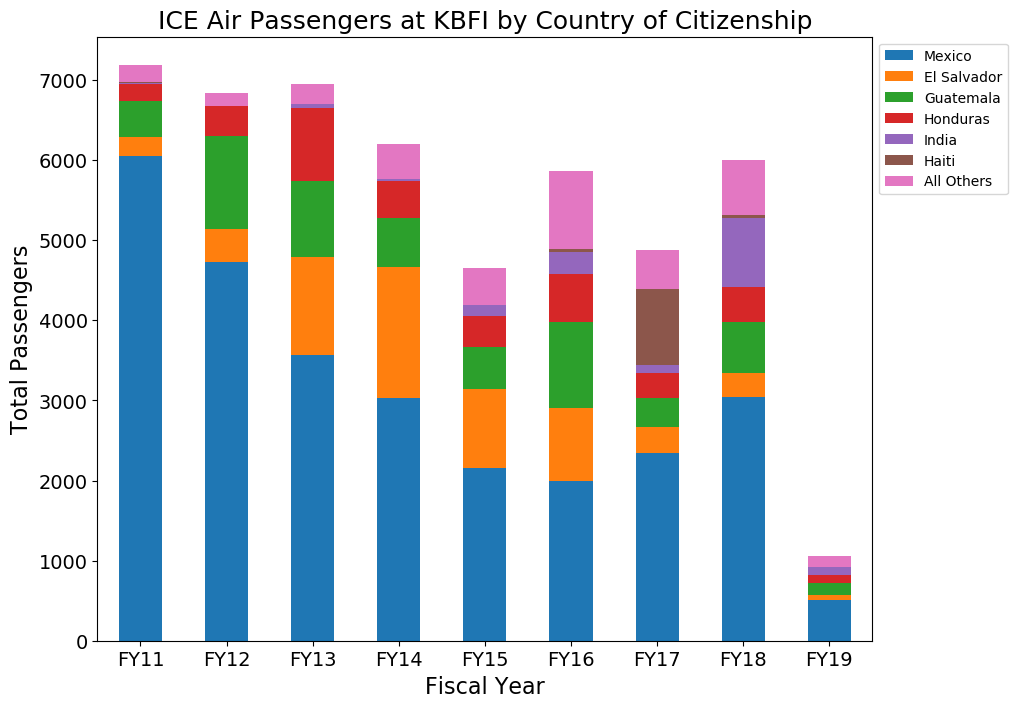 ICE Air Passengers at KBFI by Country of Citizenship
Total Passengers
7000
6000
5000
4000
3000
2000
1000
0
FY11 FY12 FY13 FY14 FY15 FY16 FY17 FY18 FY19
Fiscal Year
Mexico
El Salvador
Guatemala
Honduras
India
Haiti
All Others